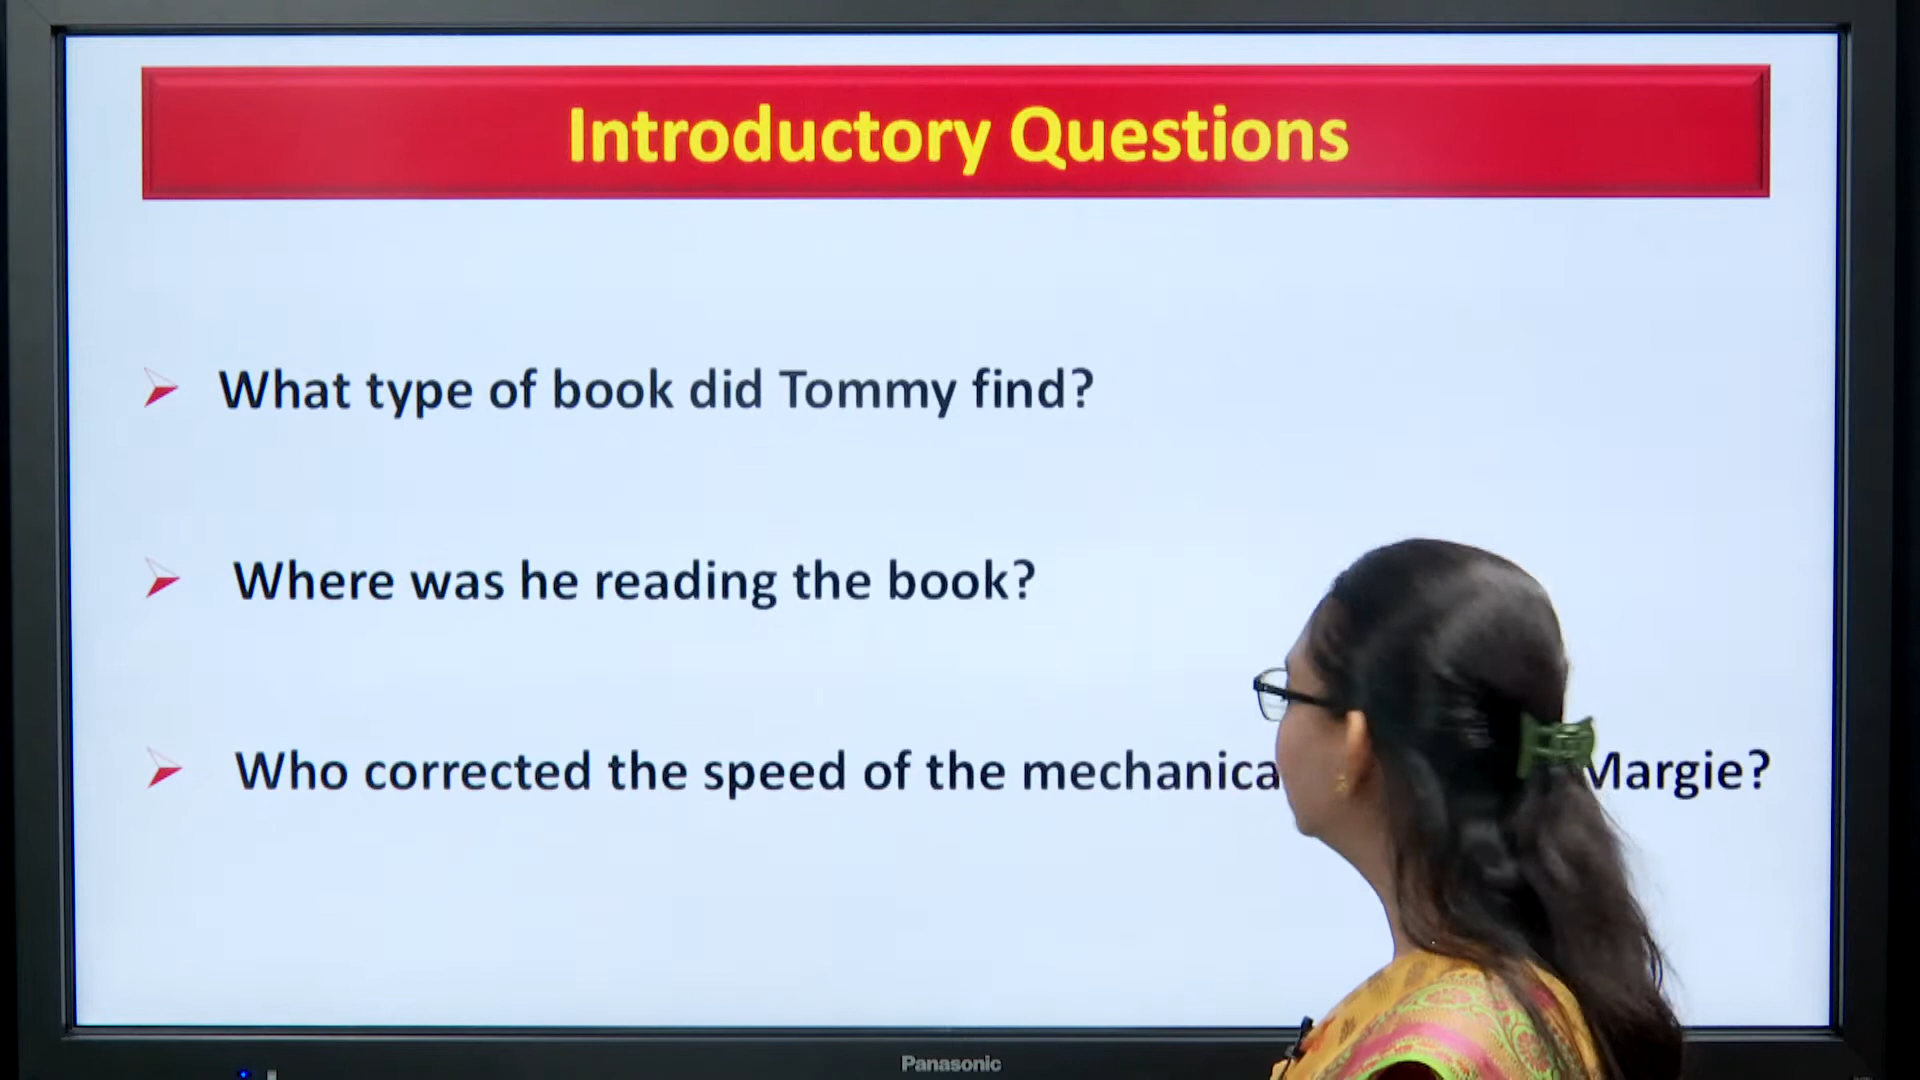 Introductory Questions
What type of book did Tommy find?
Where was he reading the book?
Who corrected the speed of the mechanica Margie?
Panasonic